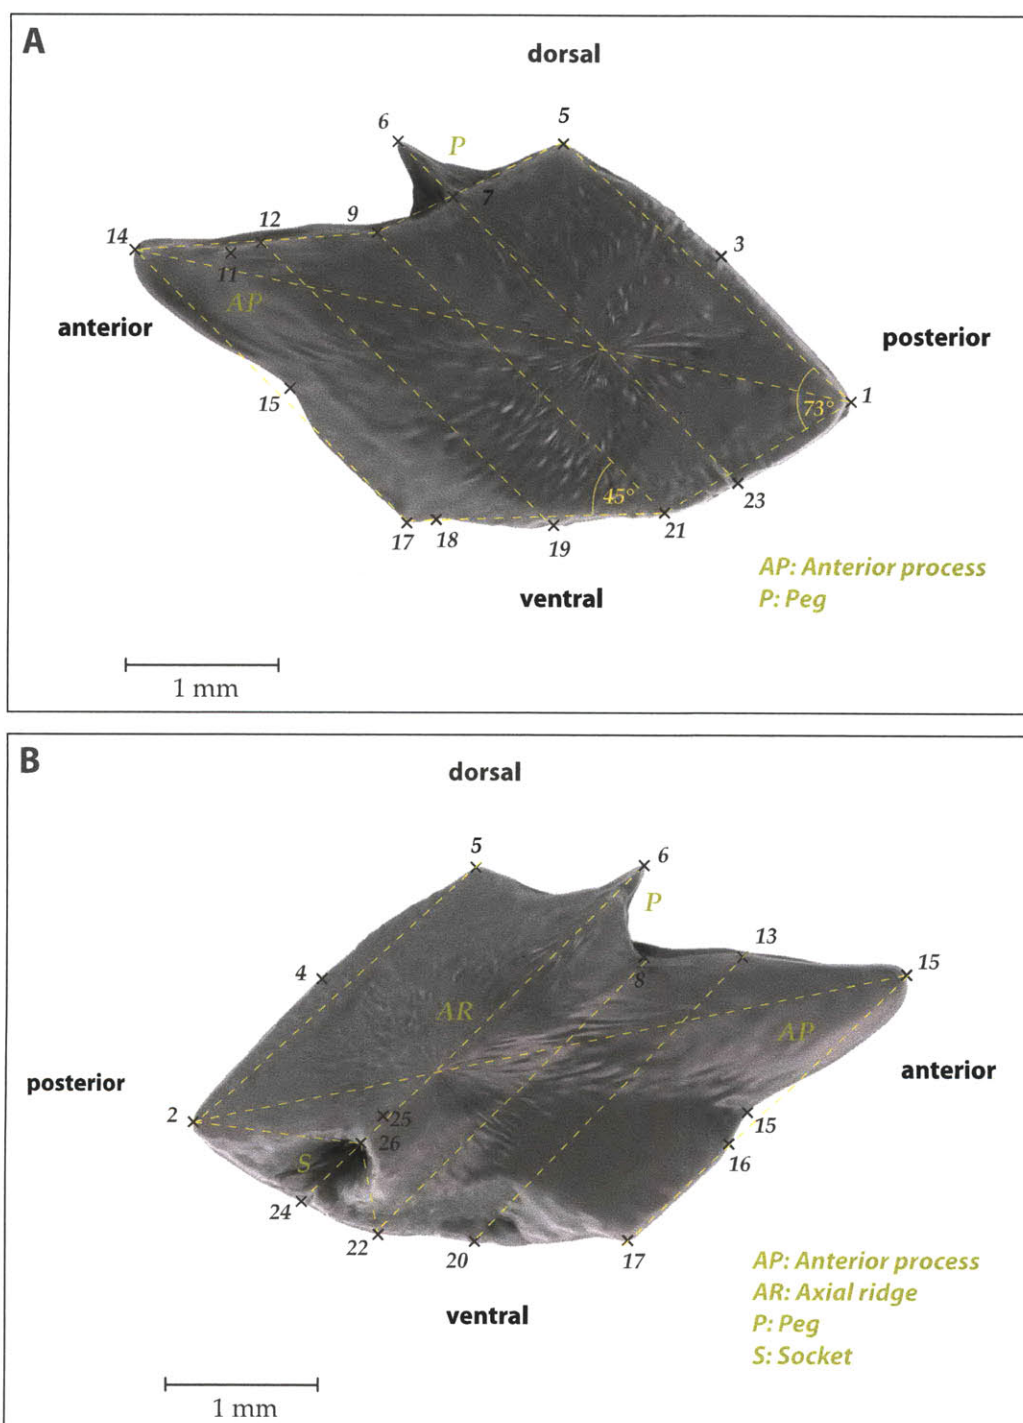 A
dorsal
5
6
P
7
9
12
14
11
3
AP
anterior
posterior
15
73°
1
45°
23
17
18
19
21
AP: Anterior process
P: Peg
ventral
1 mm
B
dorsal
5
6
P
13
8
15
4
AR
AP
posterior
anterior
2
25
15
26
16
S
24
22
20
17
AP: Anterior process
AR: Axial ridge
P: Peg
S: Socket
ventral
1 mm